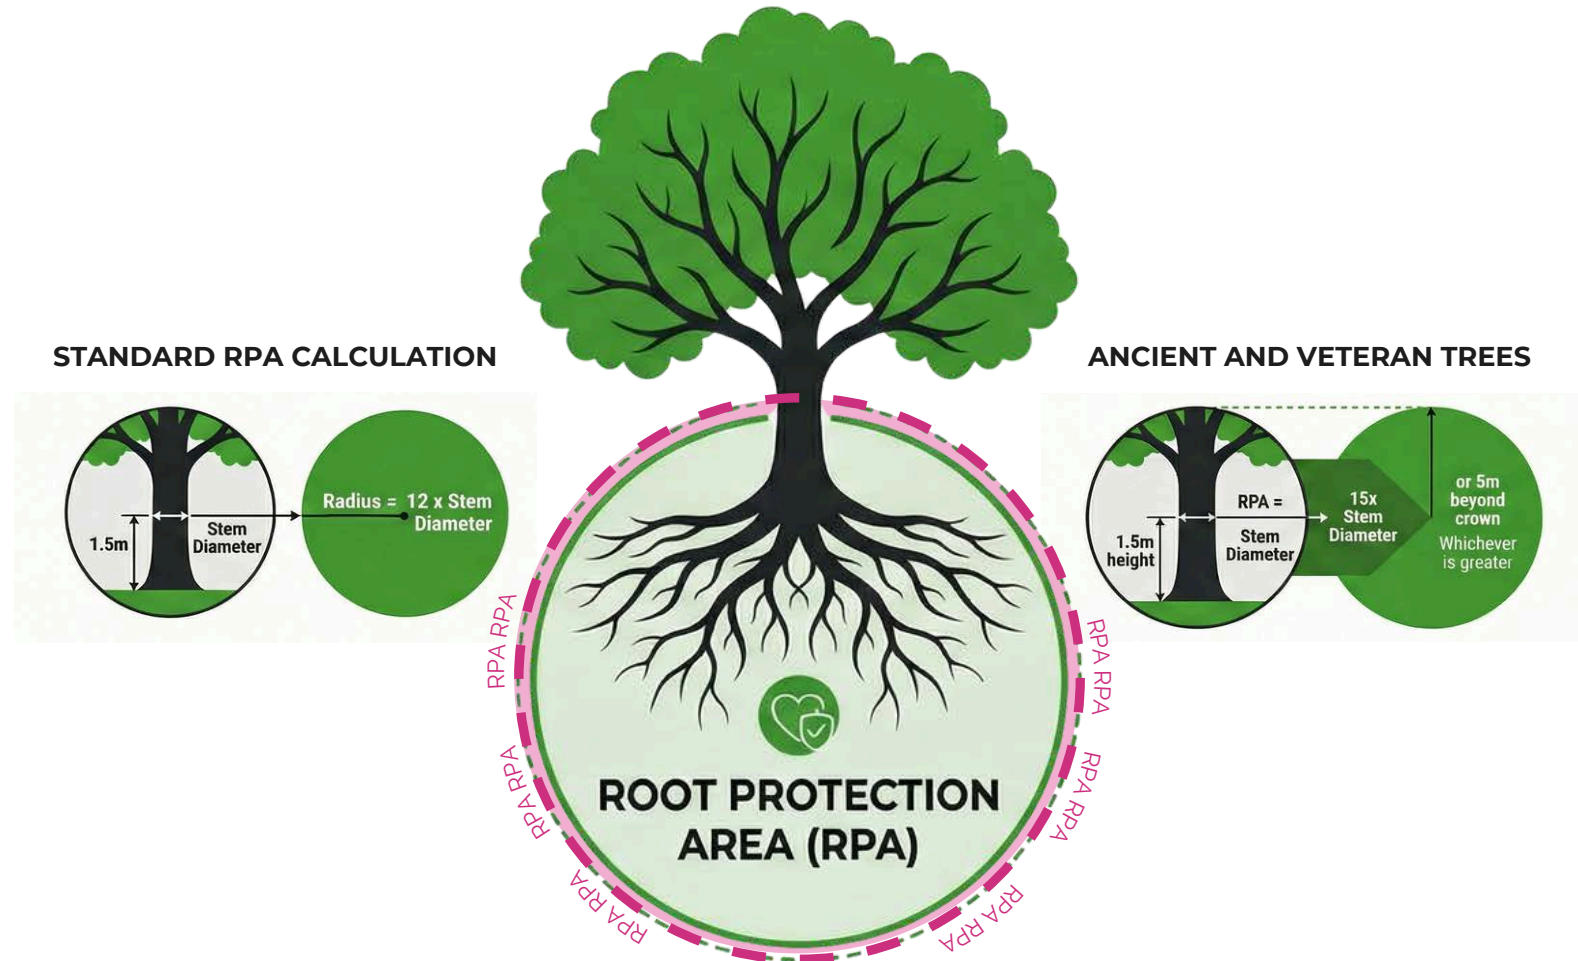 STANDARD RPA CALCULATION
1.5m
Stem
Diameter
Radius = 12 x Stem
Diameter
ANCIENT AND VETERAN TREES
1.5m
height
RPA =
Stem
Diameter
15x
Stem
Diameter
or 5m
beyond
crown
Whichever
is greater
RPA RPA
RPA RPA
RPA
RPA RPA
RPA
RPA RPA
RPA RPA
RPA RPA
ROOT PROTECTION
AREA (RPA)